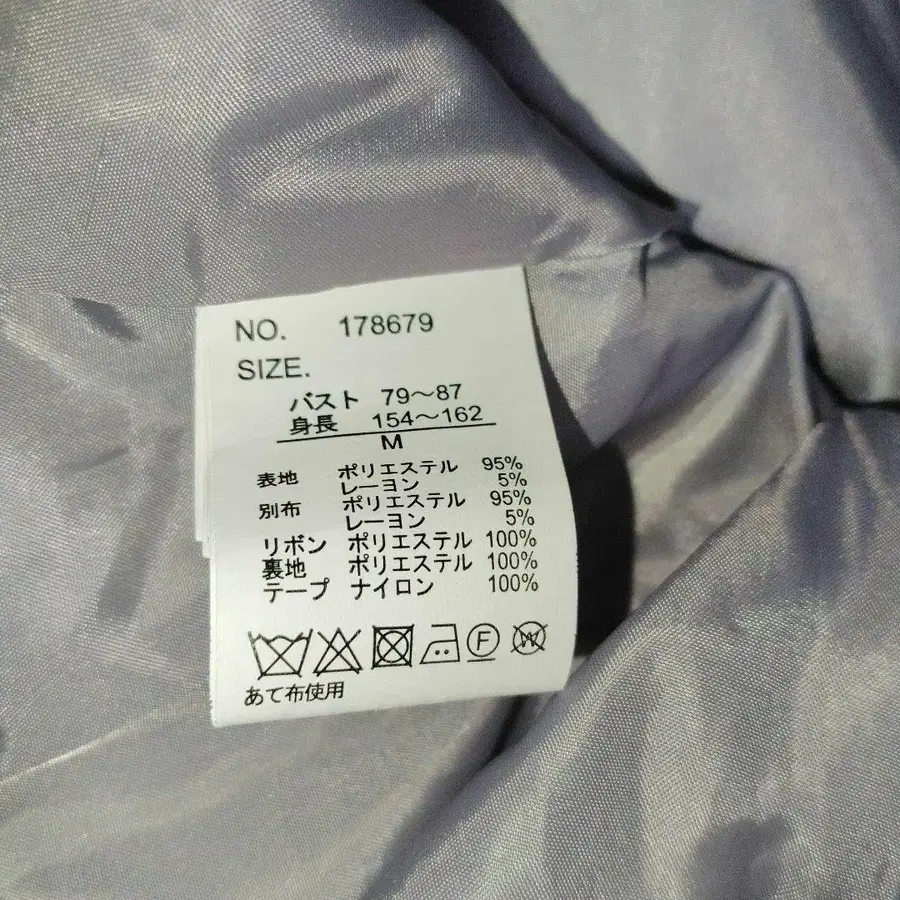 NO. 178679
SIZE.
バスト 79〜87
身長 154〜162
M
表地 ポリエステル 95%
レーヨン 5%
別布 ポリエステル 95%
レーヨン 5%
リボン ポリエステル 100%
裏地 ポリエステル 100%
テープ ナイロン 100%
F W
あて布使用